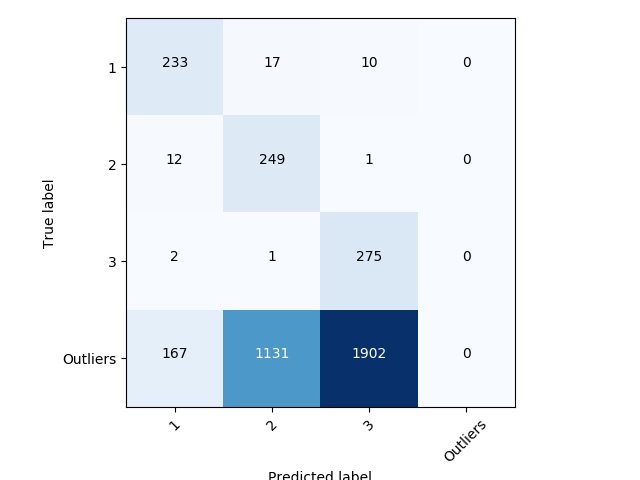 1 233 17 10 0
2 12 249 1 0
3 2 1 275 0
Outliers 167 1131 1902 0
1 2 3 Outliers
True label
Predicted label